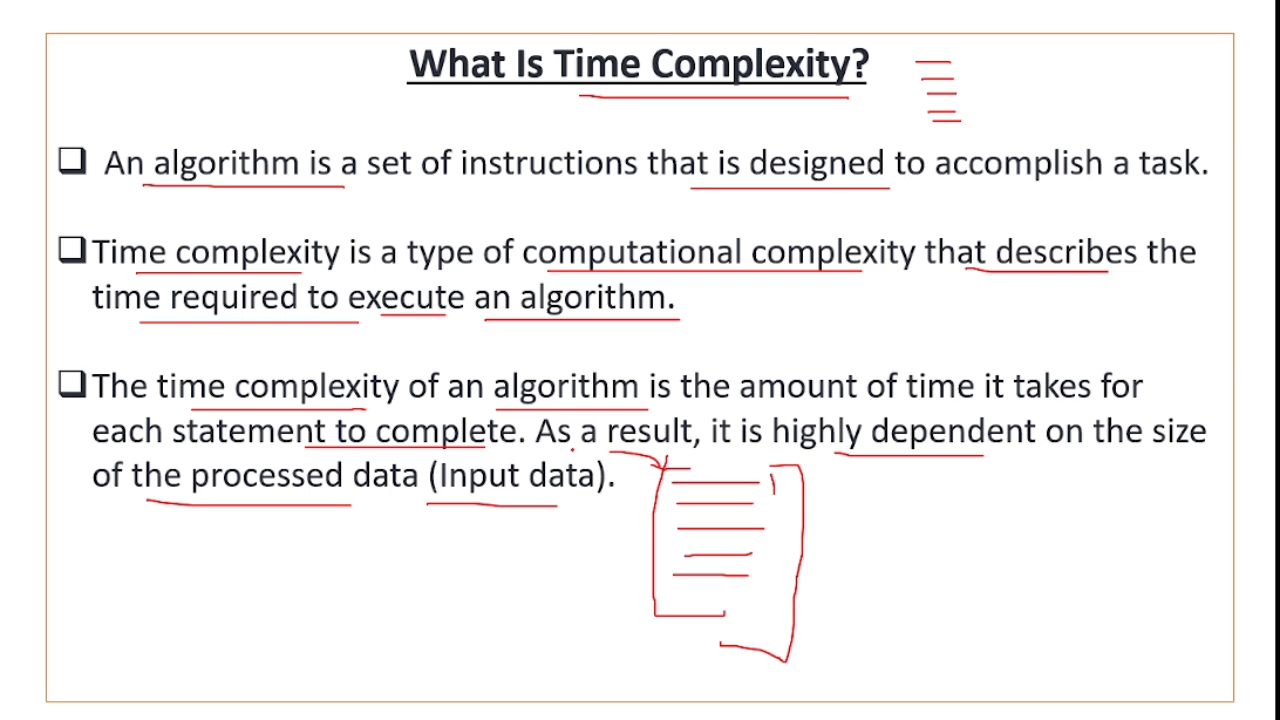 What Is Time Complexity?
❑ An algorithm is a set of instructions that is designed to accomplish a task.
❑ Time complexity is a type of computational complexity that describes the
time required to execute an algorithm.
❑ The time complexity of an algorithm is the amount of time it takes for
each statement to complete. As a result, it is highly dependent on the size
of the processed data (Input data).